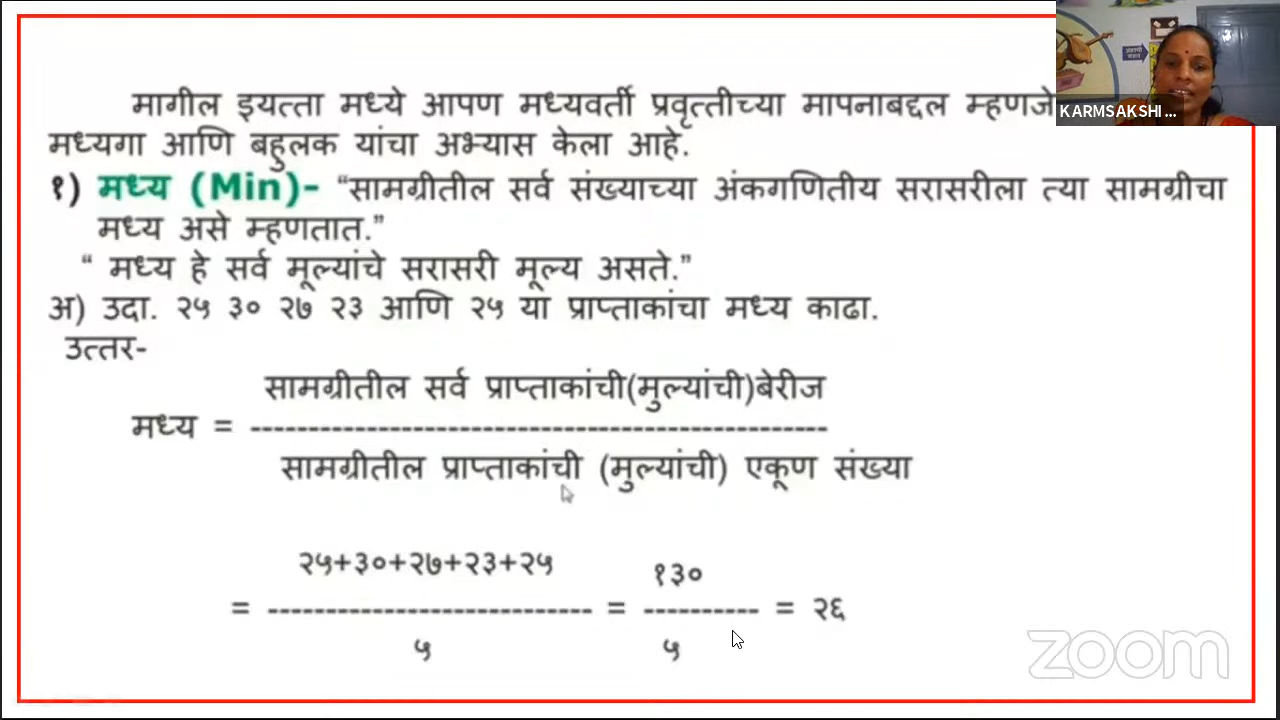 मागील इयत्ता मध्ये आपण मध्यवर्ती प्रवृत्तीच्या मापनाबद्दल म्हणजे
मध्यगा आणि बहुलक यांचा अभ्यास केला आहे.
१) मध्य (Min)- “सामग्रीतील सर्व संख्याच्या अंकगणितीय सरासरीला त्या सामग्रीचा
मध्य असे म्हणतात.”
“ मध्य हे सर्व मूल्यांचे सरासरी मूल्य असते.”
अ) उदा. २५ ३० २७ २३ आणि २५ या प्राप्ताकांचा मध्य काढा.
उत्तर-
सामग्रीतील सर्व प्राप्ताकांची(मुल्यांची)बेरीज
मध्य = --------------------------------------------------
सामग्रीतील प्राप्ताकांची (मुल्यांची) एकूण संख्या
२५+३०+२७+२३+२५ १३०
= ---------------------------- = ---------- = २६
५ ५
KARMSAKSHI ...
zoom